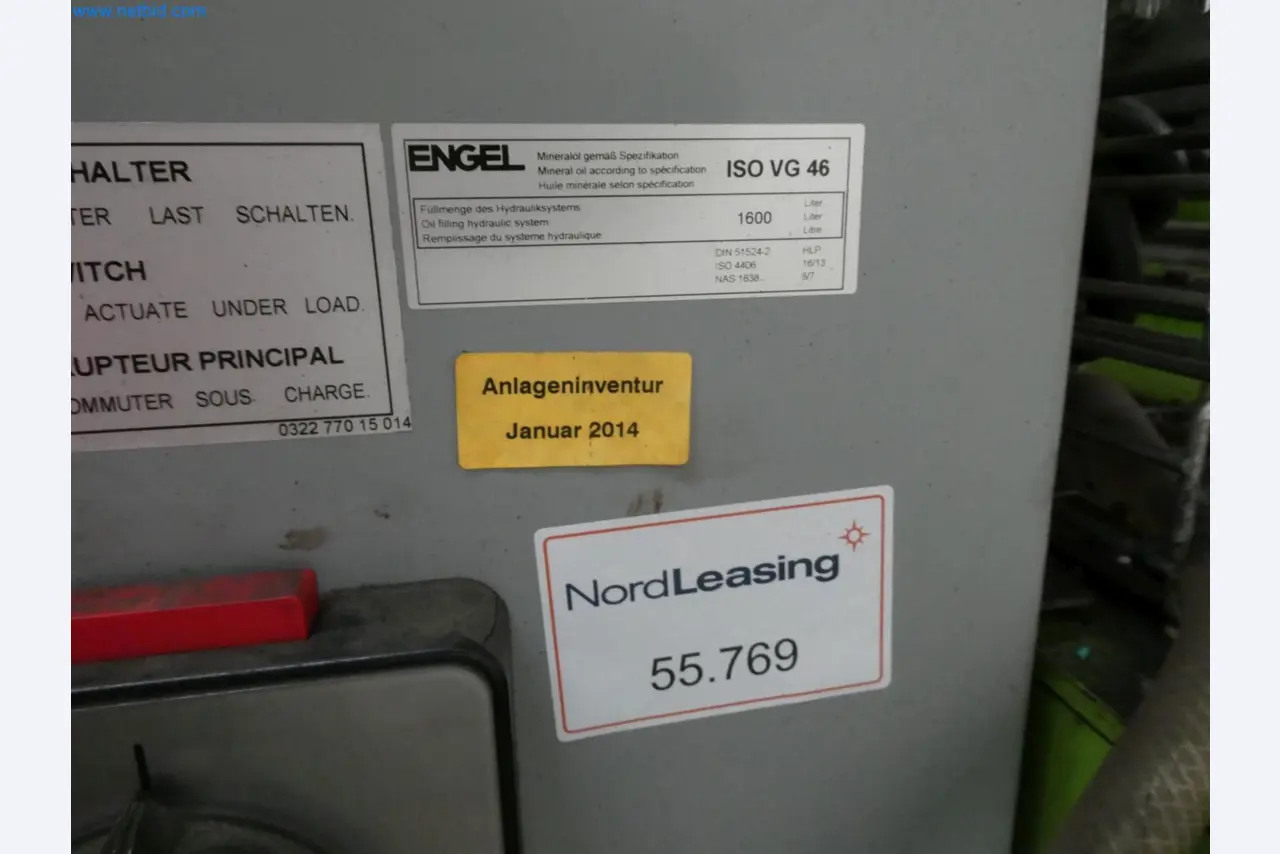 www.netbid.com
HALTER
TER LAST SCHALTEN.
ITCH
ACTUATE UNDER LOAD.
UPTEUR PRINCIPAL
OMMUTER SOUS CHARGE.
0322 770 15 014
ENGEL
Mineralöl gemäß Spezifikation
Mineral oil according to specification
Huile minérale selon spécification
ISO VG 46
Füllmenge des Hydrauliksystems
Oil filling hydraulic system
Remplissage du systeme hydraulique
1600
Liter
Liter
Litre
DIN 51524-2 HLP
ISO 4406 16/13
NAS 1638
Anlageninventur
Januar 2014
NordLeasing
55.769